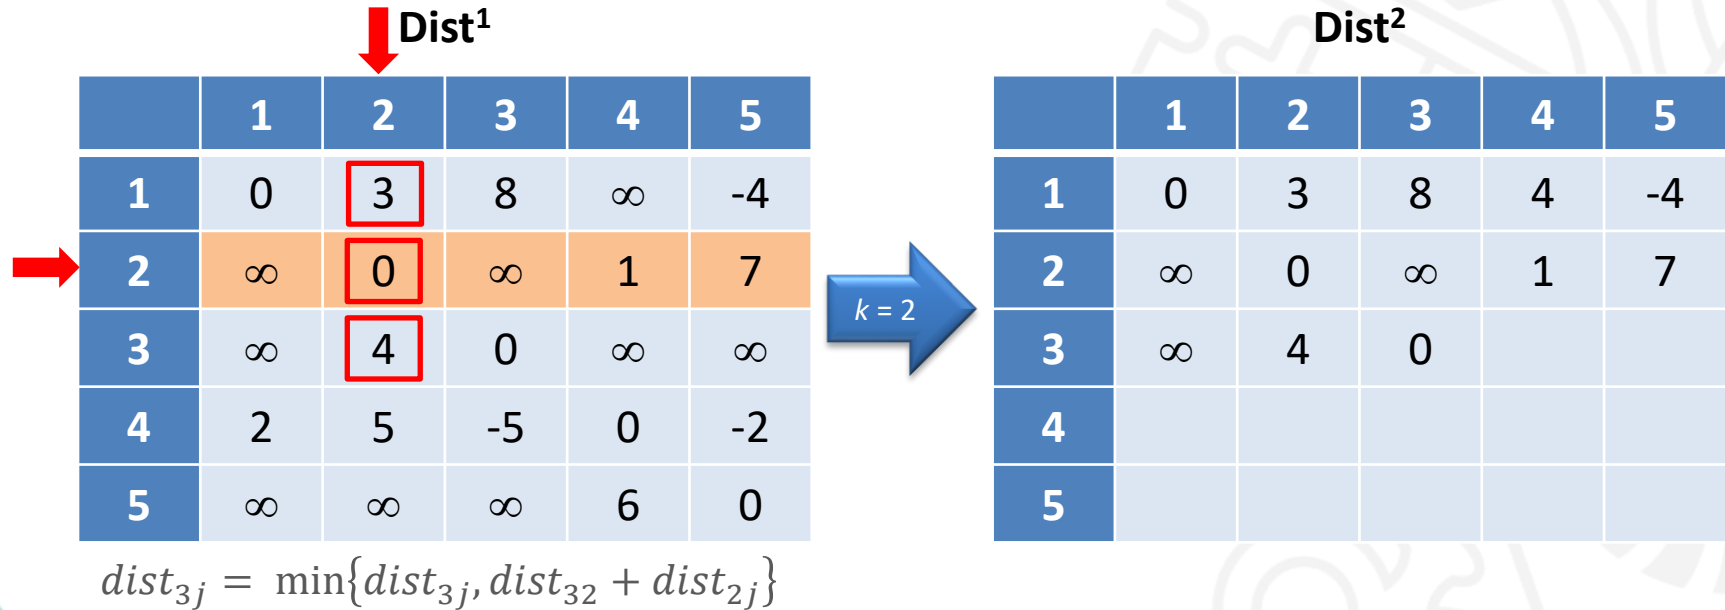 Dist¹ Dist²
1 2 3 4 5 1 2 3 4 5
1 0 3 8 ∞ -4 1 0 3 8 4 -4
2 ∞ 0 ∞ 1 7 2 ∞ 0 ∞ 1 7
k = 2
3 ∞ 4 0 ∞ ∞ 3 ∞ 4 0
4 2 5 -5 0 -2 4
5 ∞ ∞ ∞ 6 0 5
dist₃ⱼ = min{dist₃ⱼ, dist₃₂ + dist₂ⱼ}